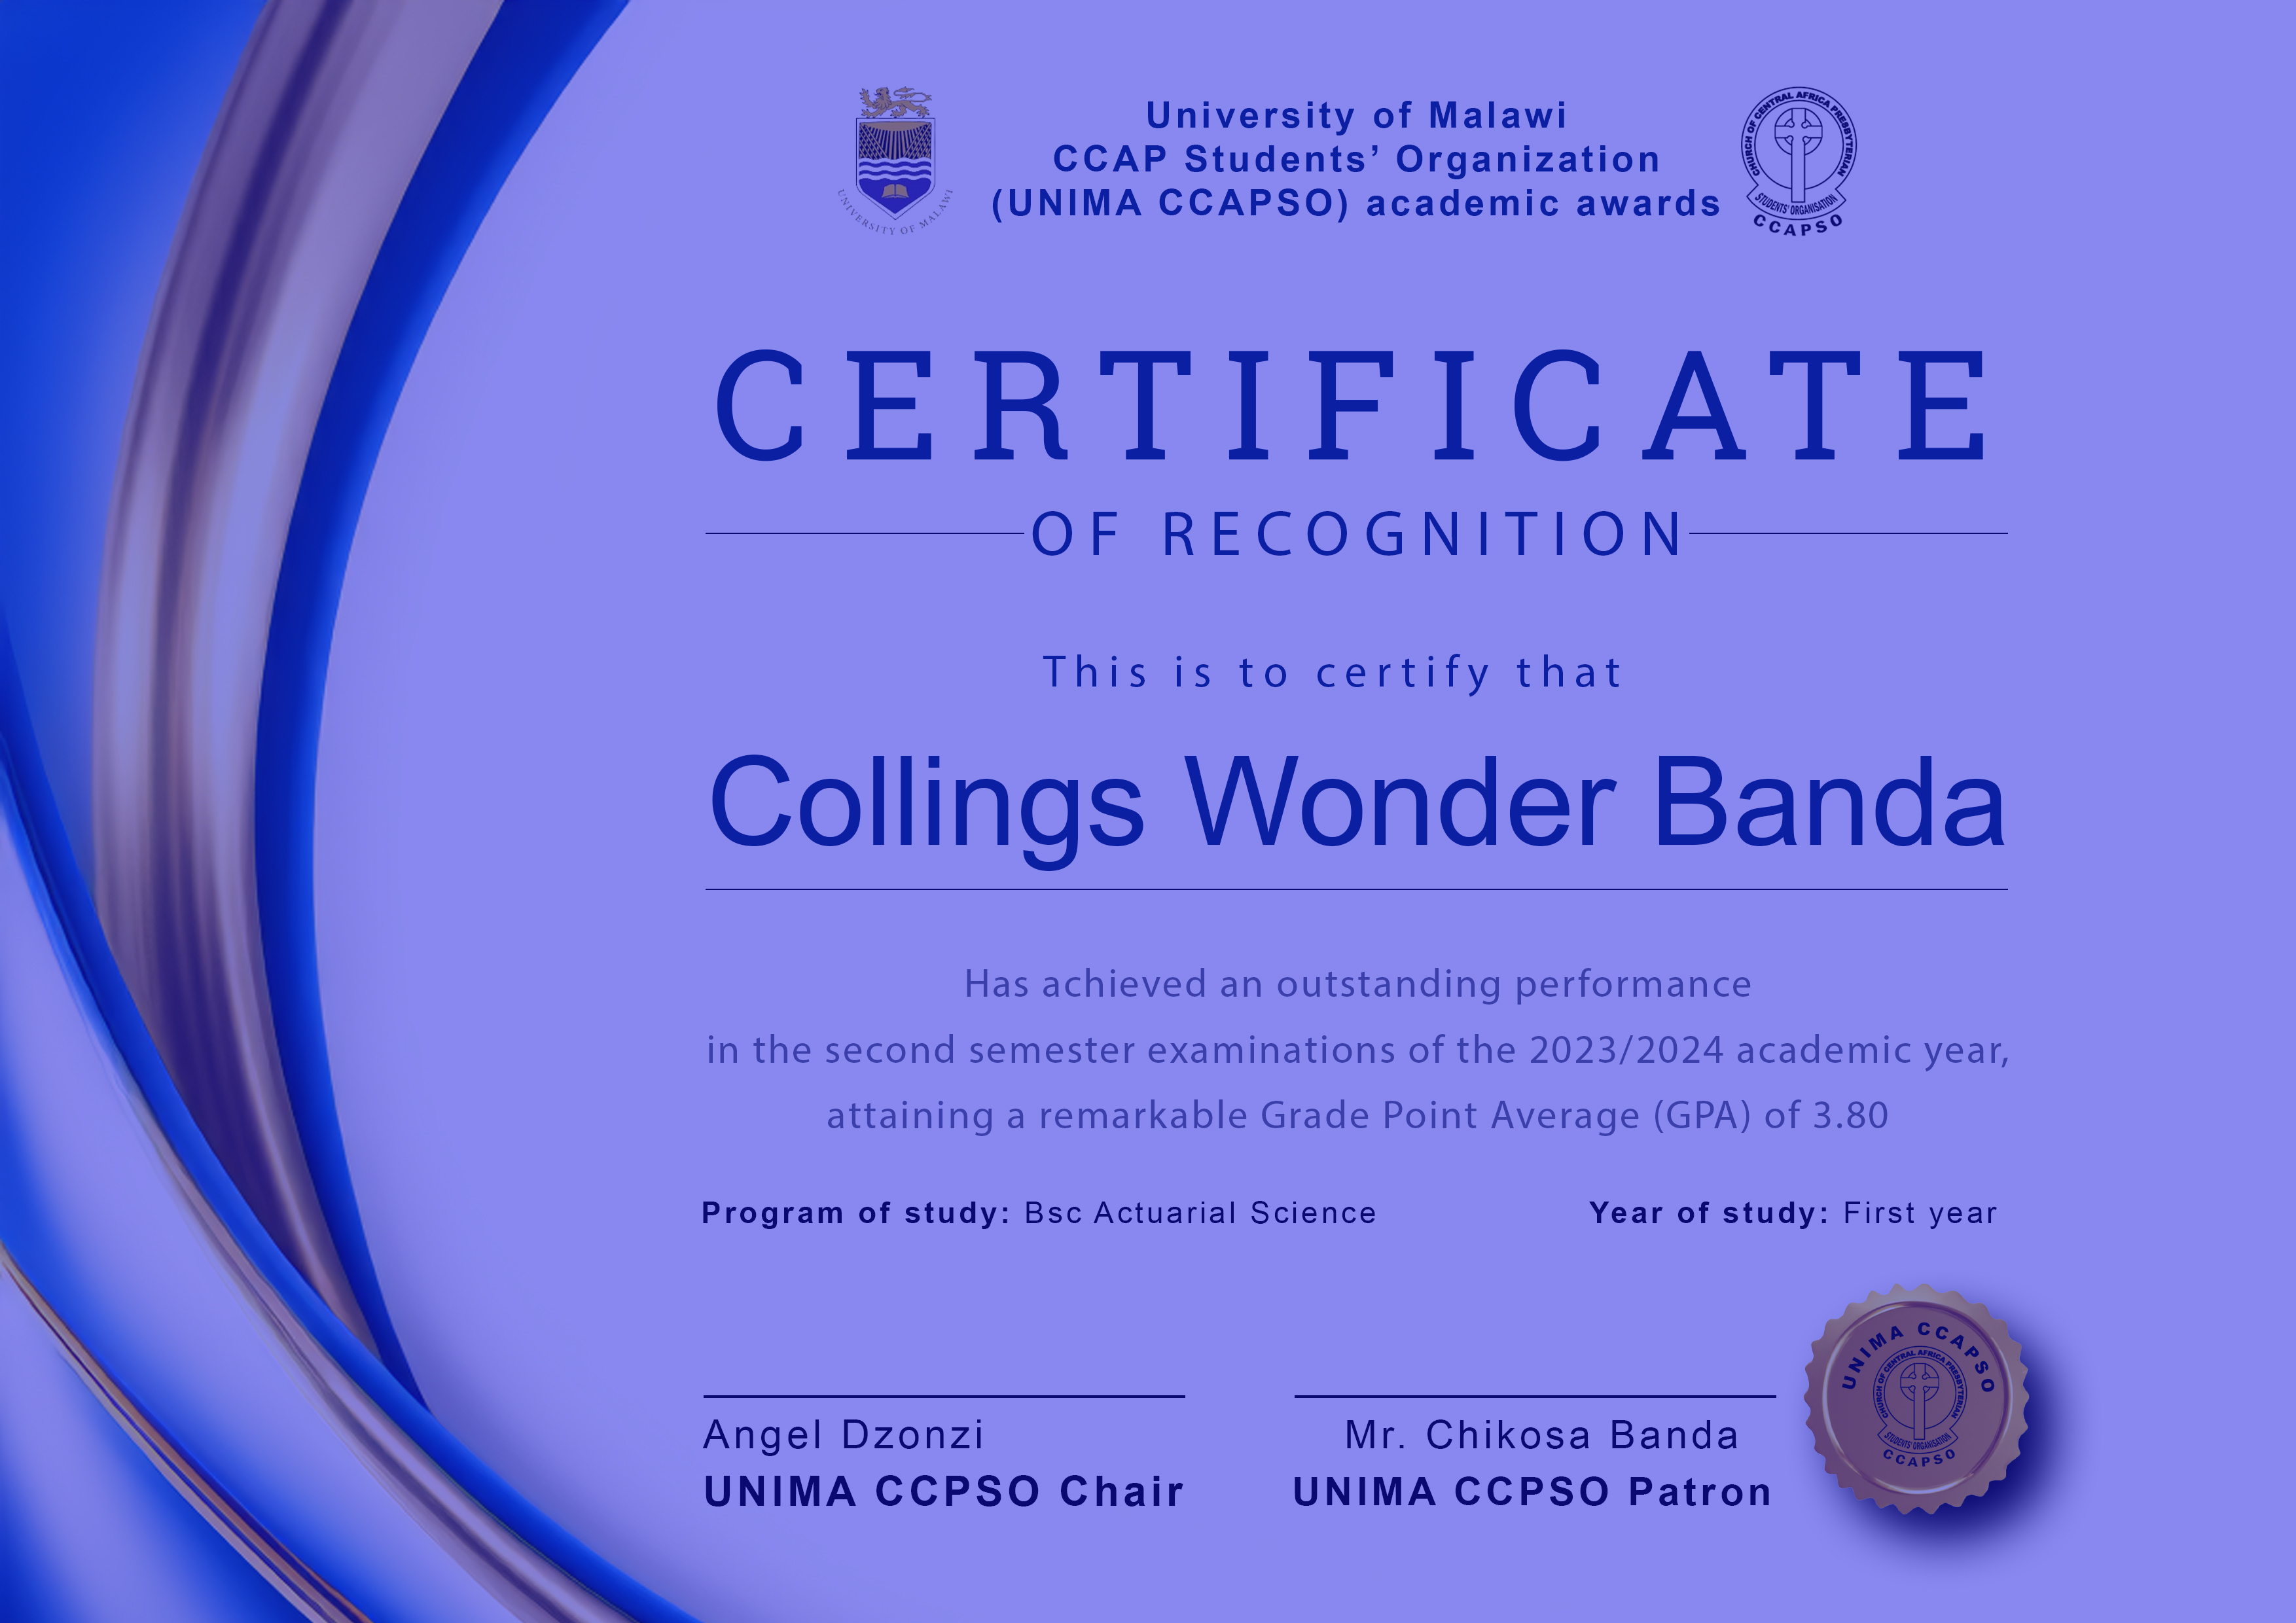 University of Malawi
CCAP Students’ Organization
(UNIMA CCAPSO) academic awards
UNIVERSITY OF MALAWI
CHURCH OF CENTRAL AFRICA PRESBYTERIAN
STUDENTS' ORGANISATION
CCAPSO
CERTIFICATE
OF RECOGNITION
This is to certify that
Collings Wonder Banda
Has achieved an outstanding performance
in the second semester examinations of the 2023/2024 academic year,
attaining a remarkable Grade Point Average (GPA) of 3.80
Program of study: Bsc Actuarial Science
Year of study: First year
Angel Dzonzi
UNIMA CCPSO Chair
Mr. Chikosa Banda
UNIMA CCPSO Patron
UNIMA CCAPSO
CHURCH OF CENTRAL AFRICA PRESBYTERIAN
STUDENTS' ORGANISATION
CCAPSO